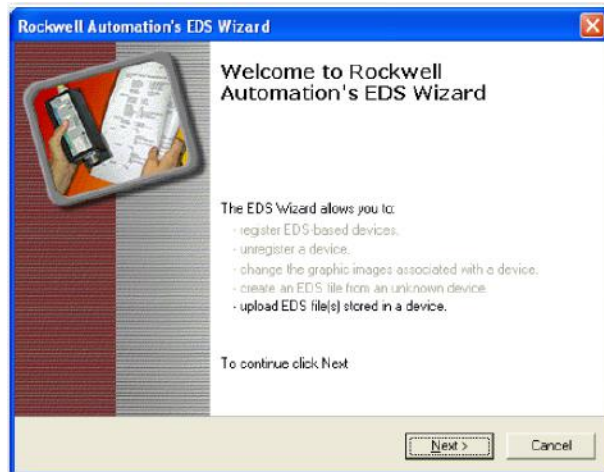 Rockwell Automation's EDS Wizard
Welcome to Rockwell
Automation's EDS Wizard
The EDS Wizard allows you to:
- register EDS-based devices.
- unregister a device.
- change the graphic images associated with a device.
- create an EDS file from an unknown device.
- upload EDS file(s) stored in a device.
To continue click Next
Next >
Cancel